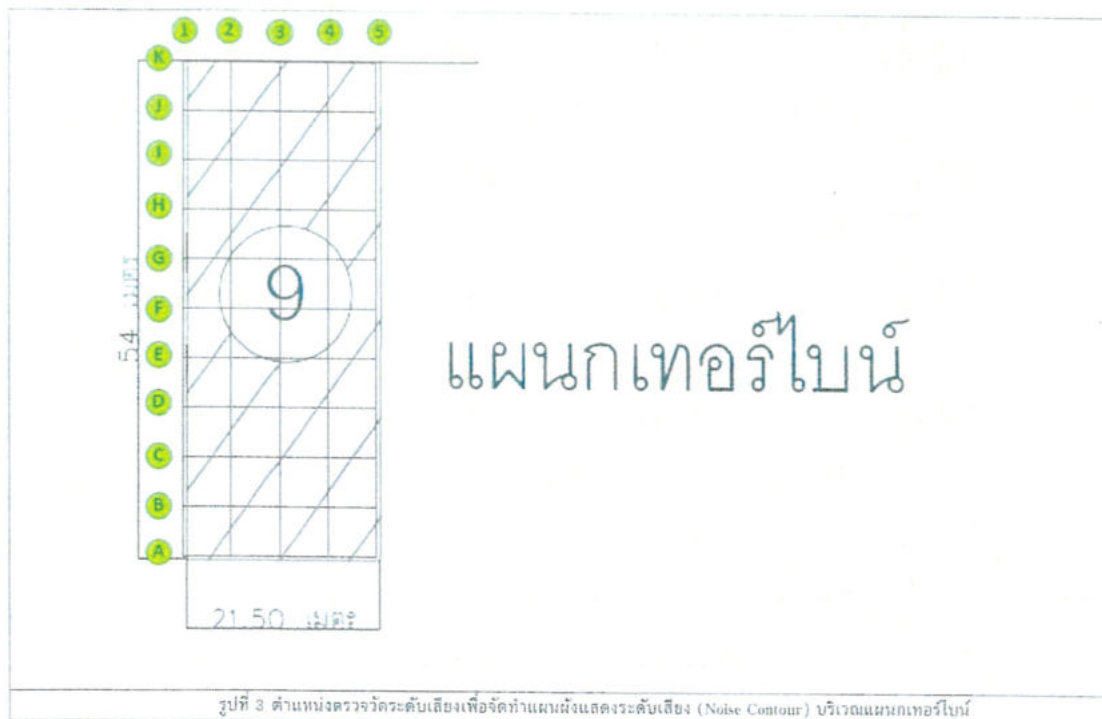 1 2 3 4 5
K
J
I
H
G
9
F
54 เมตร
E
แผนกเทอร์ไบน์
D
C
B
A
21.50 เมตร
รูปที่ 3 ตำแหน่งตรวจวัดระดับเสียงเพื่อจัดทำแผนผังแสดงระดับเสียง (Noise Contour) บริเวณแผนกเทอร์ไบน์